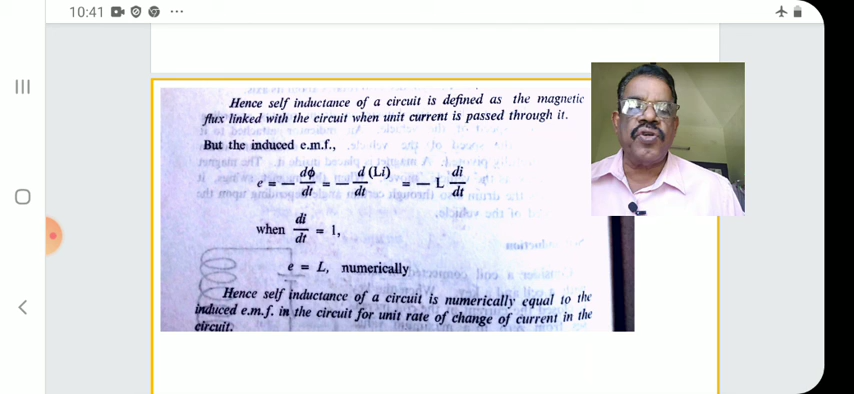 10:41
Hence self inductance of a circuit is defined as the magnetic
flux linked with the circuit when unit current is passed through it.
But the induced e.m.f.,
e = − dϕ/dt = − d (Li)/dt = − L di/dt
when di/dt = 1,
e = L, numerically
Hence self inductance of a circuit is numerically equal to the
induced e.m.f. in the circuit for unit rate of change of current in the
circuit.